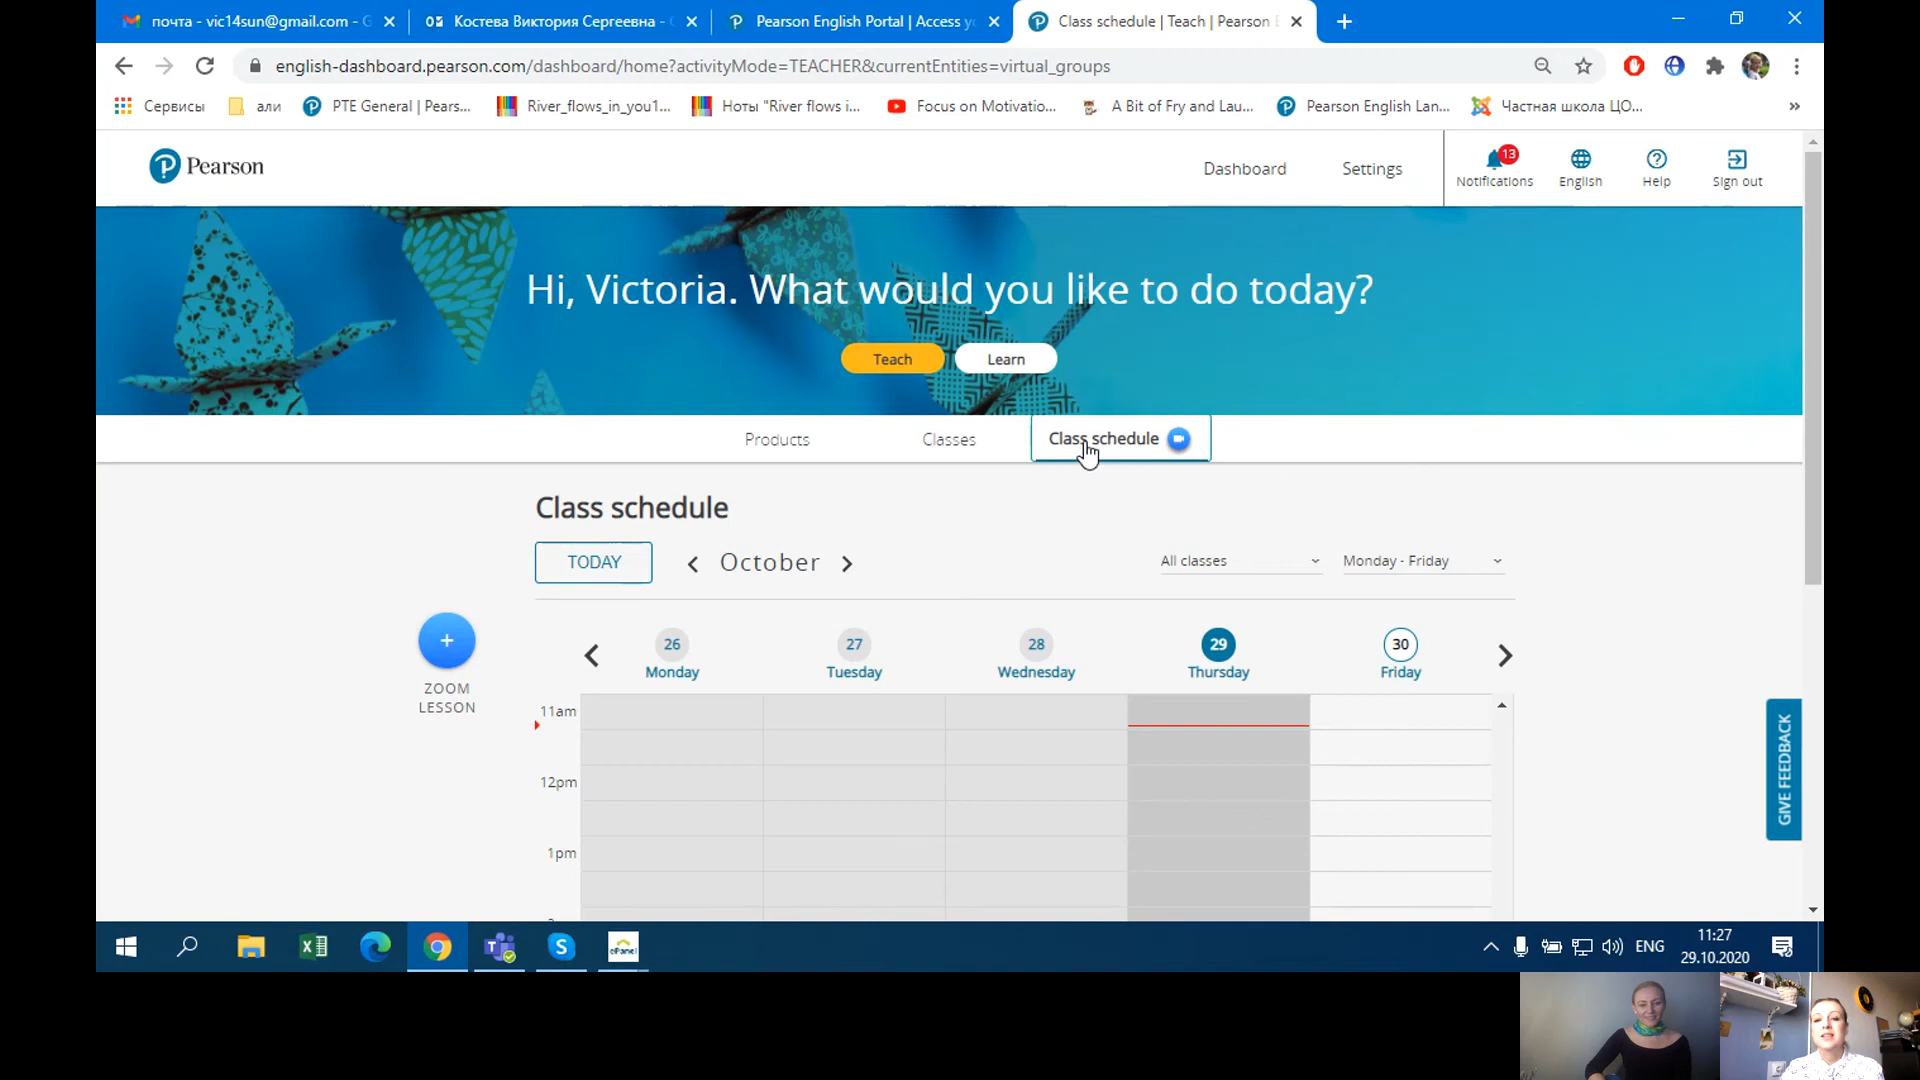 почта - vic14sun@gmail.com - G
Костева Виктория Сергеевна -
Pearson English Portal | Access yo
Class schedule | Teach | Pearson E
english-dashboard.pearson.com/dashboard/home?activityMode=TEACHER&currentEntities=virtual_groups
Сервисы
али
PTE General | Pears...
River_flows_in_you1...
Ноты "River flows i...
Focus on Motivatio...
A Bit of Fry and Lau...
Pearson English Lan...
Частная школа ЦО...
»
Pearson
Dashboard
Settings
13
Notifications
English
Help
Sign out
Hi, Victoria. What would you like to do today?
Teach
Learn
Products
Classes
Class schedule
Class schedule
TODAY
October
All classes
Monday - Friday
+
ZOOM
LESSON
26
Monday
27
Tuesday
28
Wednesday
29
Thursday
30
Friday
11am
12pm
1pm
GIVE FEEDBACK
ePanel
ENG
11:27
29.10.2020